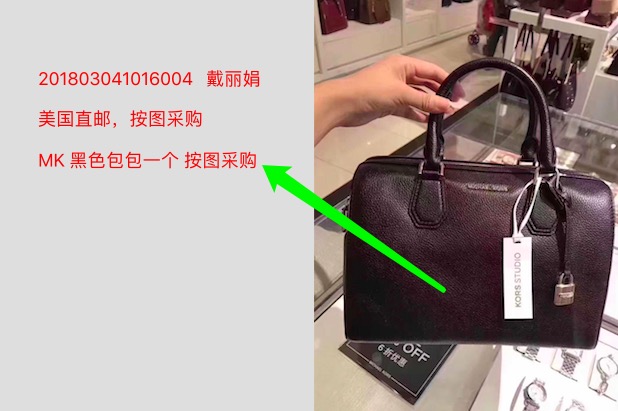 201803041016004 戴丽娟
美国直邮，按图采购
MK 黑色包包一个 按图采购
MICHAEL KORS
KORS STUDIO
OFF
6 折优惠